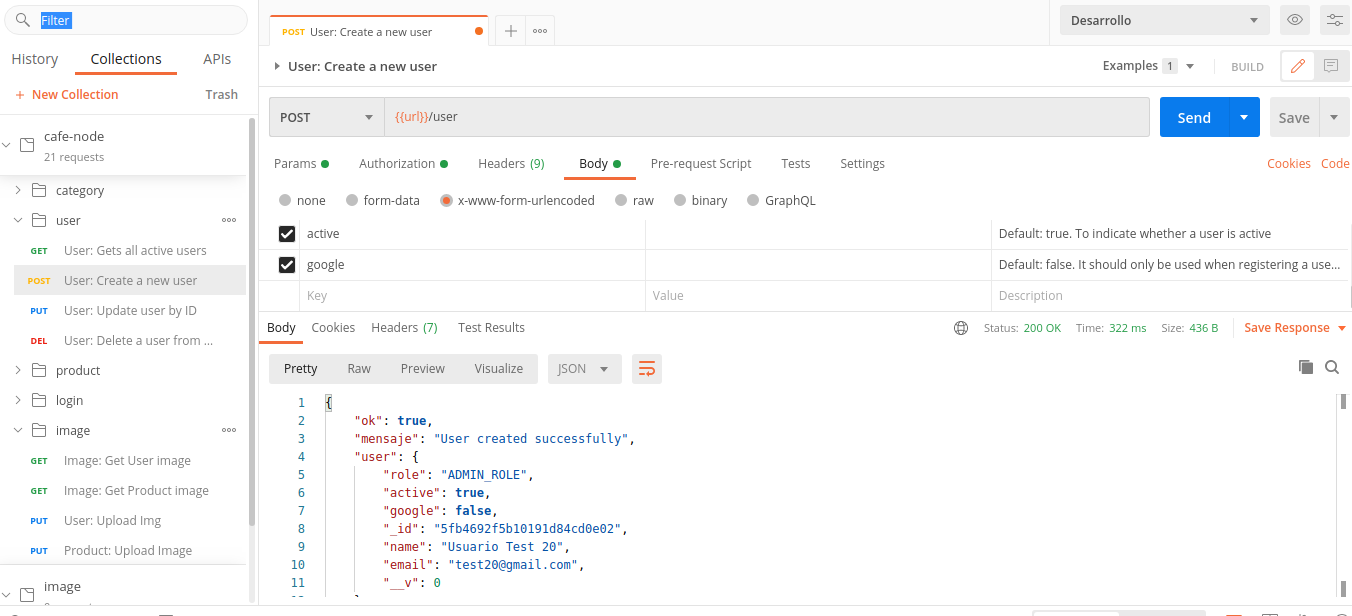 Filter
History Collections APIs
+ New Collection Trash
cafe-node
21 requests
category
user
GET User: Gets all active users
POST User: Create a new user
PUT User: Update user by ID
DEL User: Delete a user from ...
product
login
image
GET Image: Get User image
GET Image: Get Product image
PUT User: Upload Img
PUT Product: Upload Image
image
POST User: Create a new user
Desarrollo
User: Create a new user
Examples 1 BUILD
POST {{url}}/user Send Save
Params Authorization Headers (9) Body Pre-request Script Tests Settings Cookies Code
none form-data x-www-form-urlencoded raw binary GraphQL
active Default: true. To indicate whether a user is active
google Default: false. It should only be used when registering a use...
Key Value Description
Body Cookies Headers (7) Test Results Status: 200 OK Time: 322 ms Size: 436 B Save Response
Pretty Raw Preview Visualize JSON
1 {
2 "ok": true,
3 "mensaje": "User created successfully",
4 "user": {
5 "role": "ADMIN_ROLE",
6 "active": true,
7 "google": false,
8 "_id": "5fb4692f5b10191d84cd0e02",
9 "name": "Usuario Test 20",
10 "email": "test20@gmail.com",
11 "__v": 0